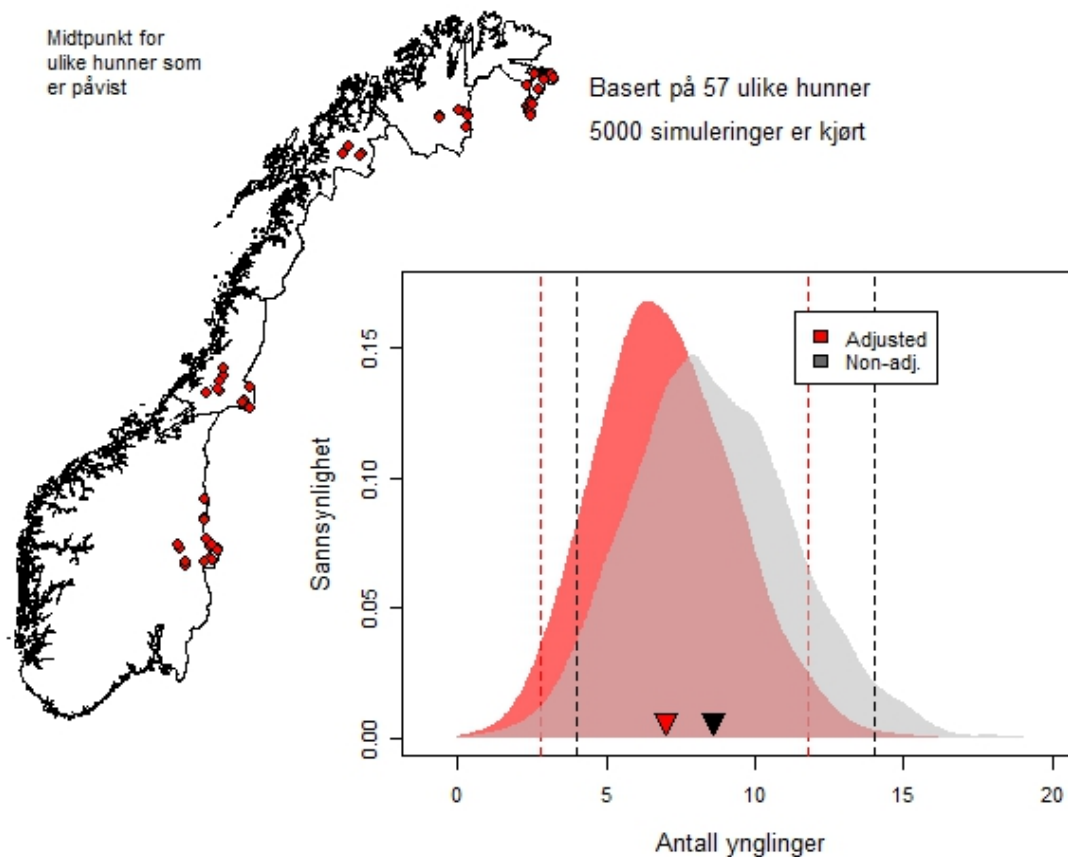 Midtpunkt for
ulike hunner som
er påvist
Basert på 57 ulike hunner
5000 simuleringer er kjørt
Adjusted
Non-adj.
Sannsynlighet
0.15
0.10
0.05
0.00
0 5 10 15 20
Antall ynglinger